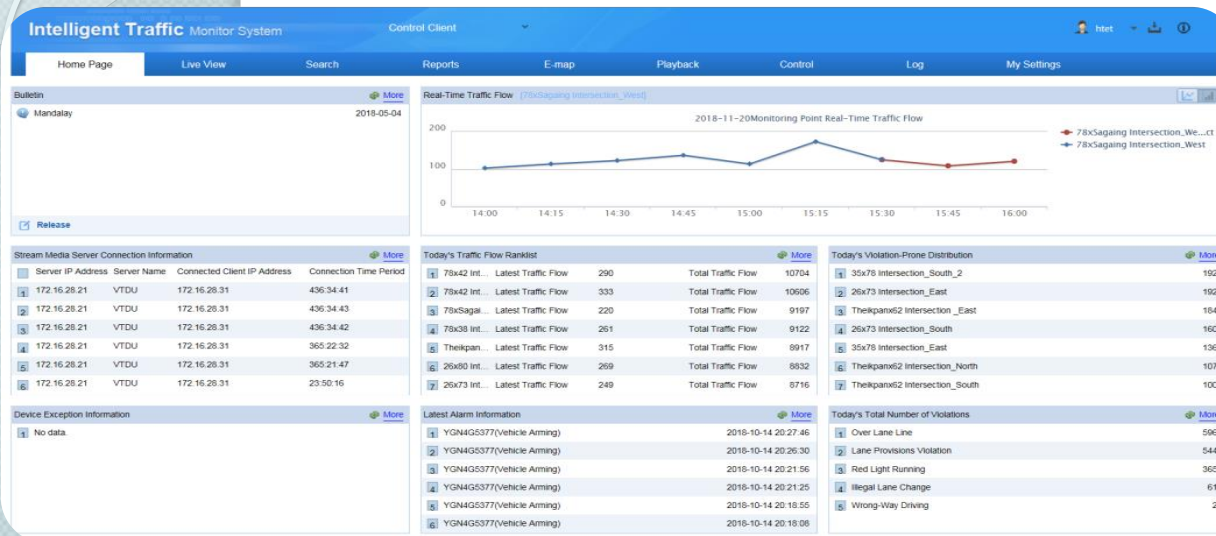 Intelligent Traffic Monitor System
Control Client
htet
Home Page Live View Search Reports E-map Playback Control Log My Settings
Bulletin More
Mandalay 2018-05-04
Release
Real-Time Traffic Flow [78xSagaing Intersection_West]
2018-11-20Monitoring Point Real-Time Traffic Flow
200
100
0
14:00 14:15 14:30 14:45 15:00 15:15 15:30 15:45 16:00
78xSagaing Intersection_We...ct
78xSagaing Intersection_West
Stream Media Server Connection Information More
Server IP Address Server Name Connected Client IP Address Connection Time Period
1 172.16.28.21 VTDU 172.16.28.31 436:34:41
2 172.16.28.21 VTDU 172.16.28.31 436:34:43
3 172.16.28.21 VTDU 172.16.28.31 436:34:42
4 172.16.28.21 VTDU 172.16.28.31 365:22:32
5 172.16.28.21 VTDU 172.16.28.31 365:21:47
6 172.16.28.21 VTDU 172.16.28.31 23:50:16
Today's Traffic Flow Ranklist More
1 78x42 Int... Latest Traffic Flow 290 Total Traffic Flow 10704
2 78x42 Int... Latest Traffic Flow 333 Total Traffic Flow 10606
3 78xSagai... Latest Traffic Flow 220 Total Traffic Flow 9197
4 78x38 Int... Latest Traffic Flow 261 Total Traffic Flow 9122
5 Theikpan... Latest Traffic Flow 315 Total Traffic Flow 8917
6 26x80 Int... Latest Traffic Flow 269 Total Traffic Flow 8832
7 26x73 Int... Latest Traffic Flow 249 Total Traffic Flow 8716
Today's Violation-Prone Distribution More
1 35x78 Intersection_South_2 192
2 26x73 Intersection_East 192
3 Theikpanx62 Intersection _East 184
4 26x73 Intersection_South 160
5 35x78 Intersection_East 136
6 Theikpanx62 Intersection_North 107
7 Theikpanx62 Intersection_South 100
Device Exception Information More
1 No data.
Latest Alarm Information More
1 YGN4G5377(Vehicle Arming) 2018-10-14 20:27:46
2 YGN4G5377(Vehicle Arming) 2018-10-14 20:26:30
3 YGN4G5377(Vehicle Arming) 2018-10-14 20:21:56
4 YGN4G5377(Vehicle Arming) 2018-10-14 20:21:25
5 YGN4G5377(Vehicle Arming) 2018-10-14 20:18:55
6 YGN4G5377(Vehicle Arming) 2018-10-14 20:18:08
Today's Total Number of Violations More
1 Over Lane Line 596
2 Lane Provisions Violation 544
3 Red Light Running 365
4 Illegal Lane Change 61
5 Wrong-Way Driving 2